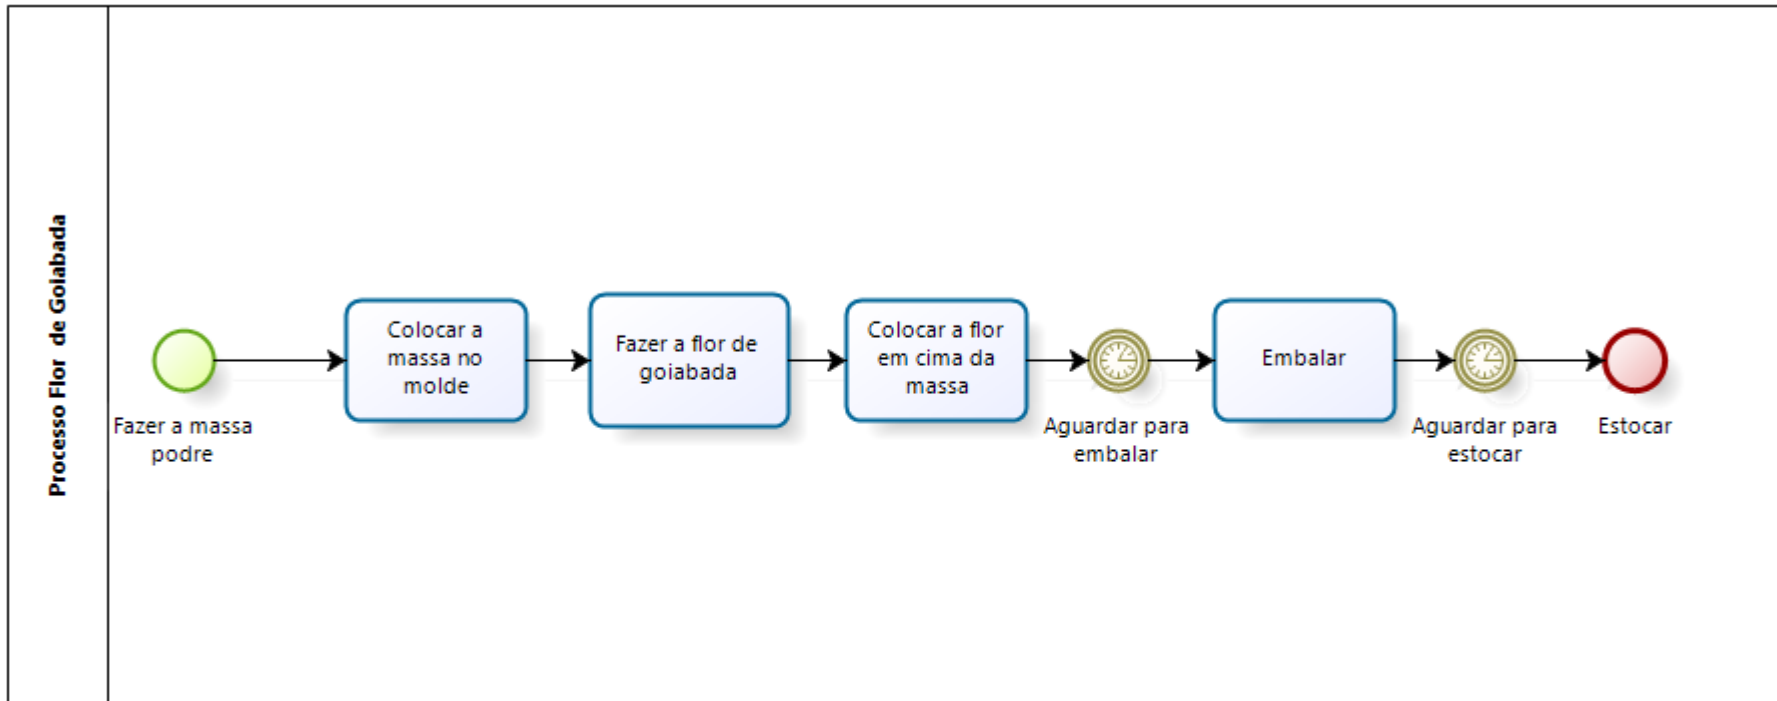 Processo Flor de Goiabada
Fazer a massa
podre
Colocar a
massa no
molde
Fazer a flor de
goiabada
Colocar a flor
em cima da
massa
Aguardar para
embalar
Embalar
Aguardar para
estocar
Estocar